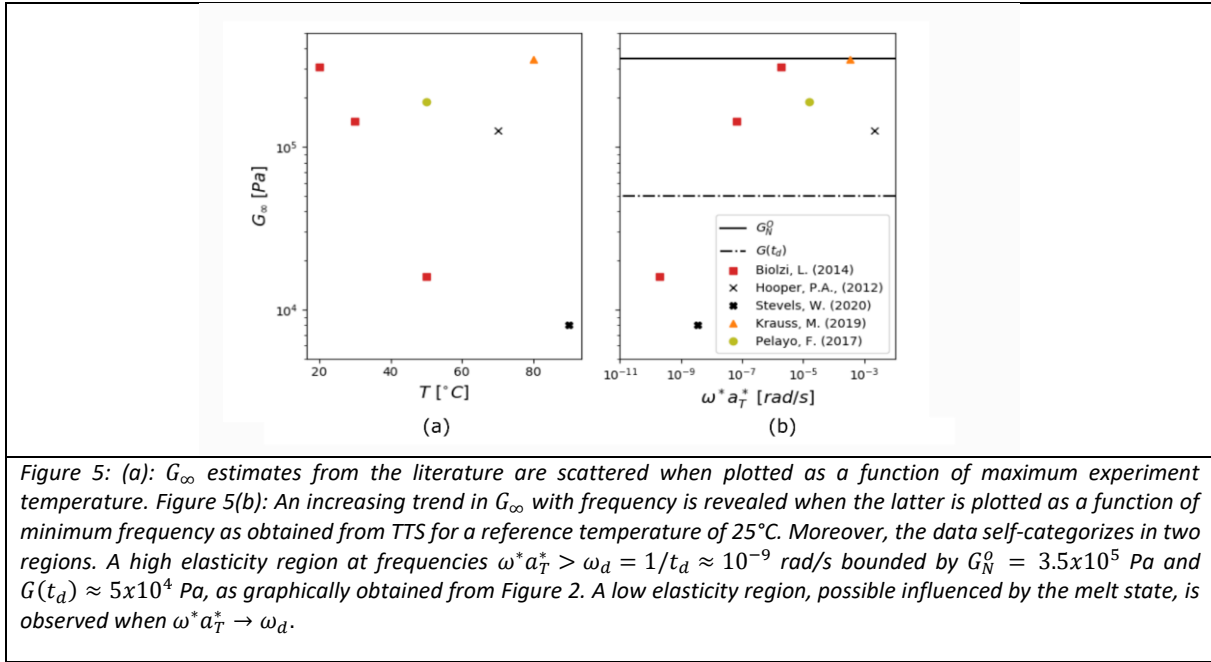 10⁵
10⁴
G∞ [Pa]
20 40 60 80
T [°C]
(a)
G_N^O
G(t_d)
Biolzi, L. (2014)
Hooper, P.A., (2012)
Stevels, W. (2020)
Krauss, M. (2019)
Pelayo, F. (2017)
10⁻¹¹ 10⁻⁹ 10⁻⁷ 10⁻⁵ 10⁻³
ω*a_T* [rad/s]
(b)
Figure 5: (a): G∞ estimates from the literature are scattered when plotted as a function of maximum experiment
temperature. Figure 5(b): An increasing trend in G∞ with frequency is revealed when the latter is plotted as a function of
minimum frequency as obtained from TTS for a reference temperature of 25°C. Moreover, the data self-categorizes in two
regions. A high elasticity region at frequencies ω*a_T* > ω_d = 1/t_d ≈ 10⁻⁹ rad/s bounded by G_N^o = 3.5x10⁵ Pa and
G(t_d) ≈ 5x10⁴ Pa, as graphically obtained from Figure 2. A low elasticity region, possible influenced by the melt state, is
observed when ω*a_T* → ω_d.